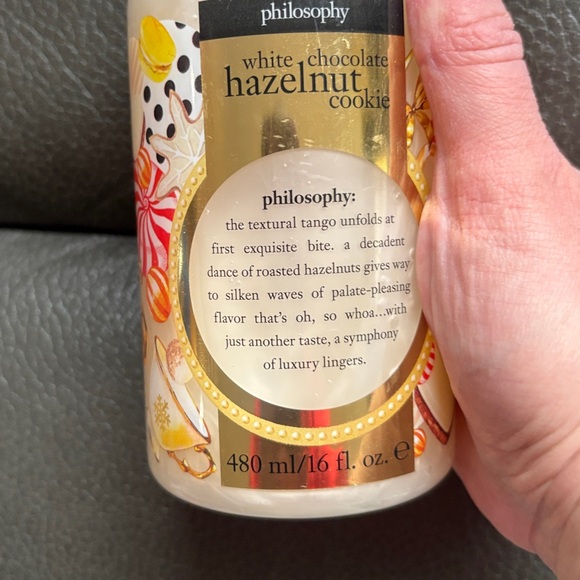 philosophy
white chocolate
hazelnut
cookie
philosophy:
the textural tango unfolds at
first exquisite bite. a decadent
dance of roasted hazelnuts gives way
to silken waves of palate-pleasing
flavor that's oh, so whoa...with
just another taste, a symphony
of luxury lingers.
480 ml/16 fl. oz. ℮